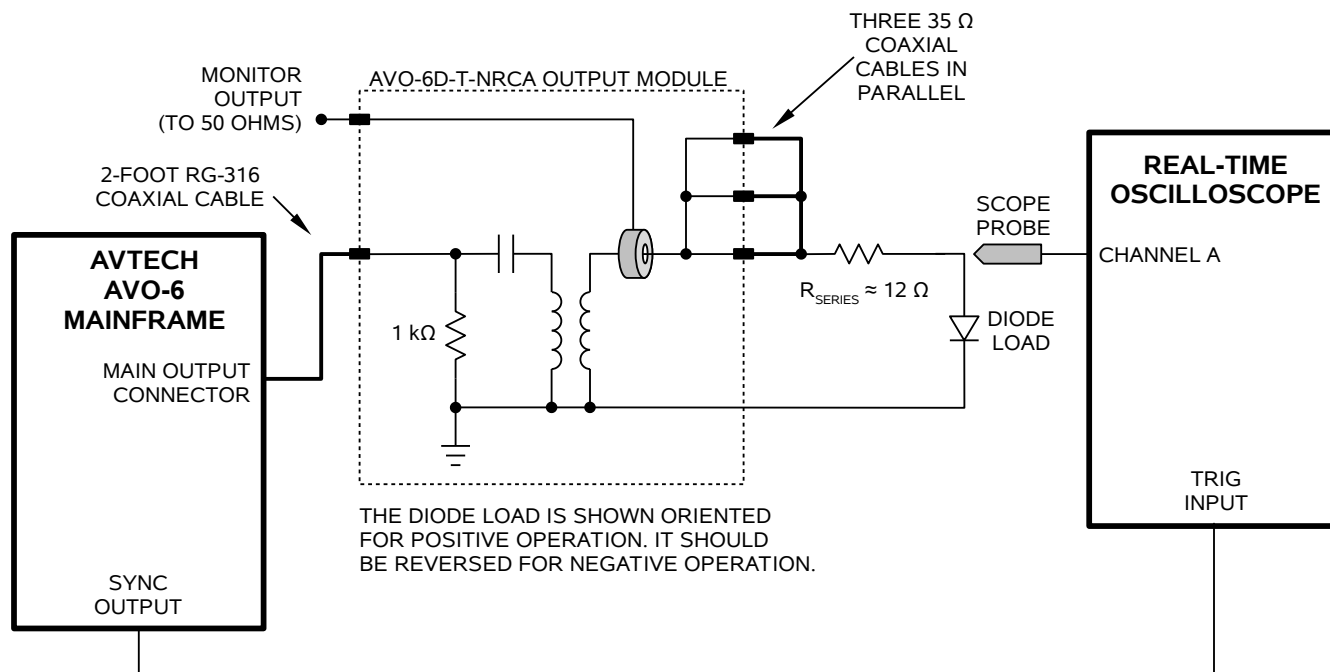 THREE 35 Ω
COAXIAL
CABLES IN
PARALLEL
MONITOR
OUTPUT
(TO 50 OHMS)
AVO-6D-T-NRCA OUTPUT MODULE
2-FOOT RG-316
COAXIAL CABLE
AVTECH
AVO-6
MAINFRAME
MAIN OUTPUT
CONNECTOR
SYNC
OUTPUT
1 kΩ
RSERIES ≈ 12 Ω
DIODE
LOAD
SCOPE
PROBE
REAL-TIME
OSCILLOSCOPE
CHANNEL A
TRIG
INPUT
THE DIODE LOAD IS SHOWN ORIENTED
FOR POSITIVE OPERATION. IT SHOULD
BE REVERSED FOR NEGATIVE OPERATION.